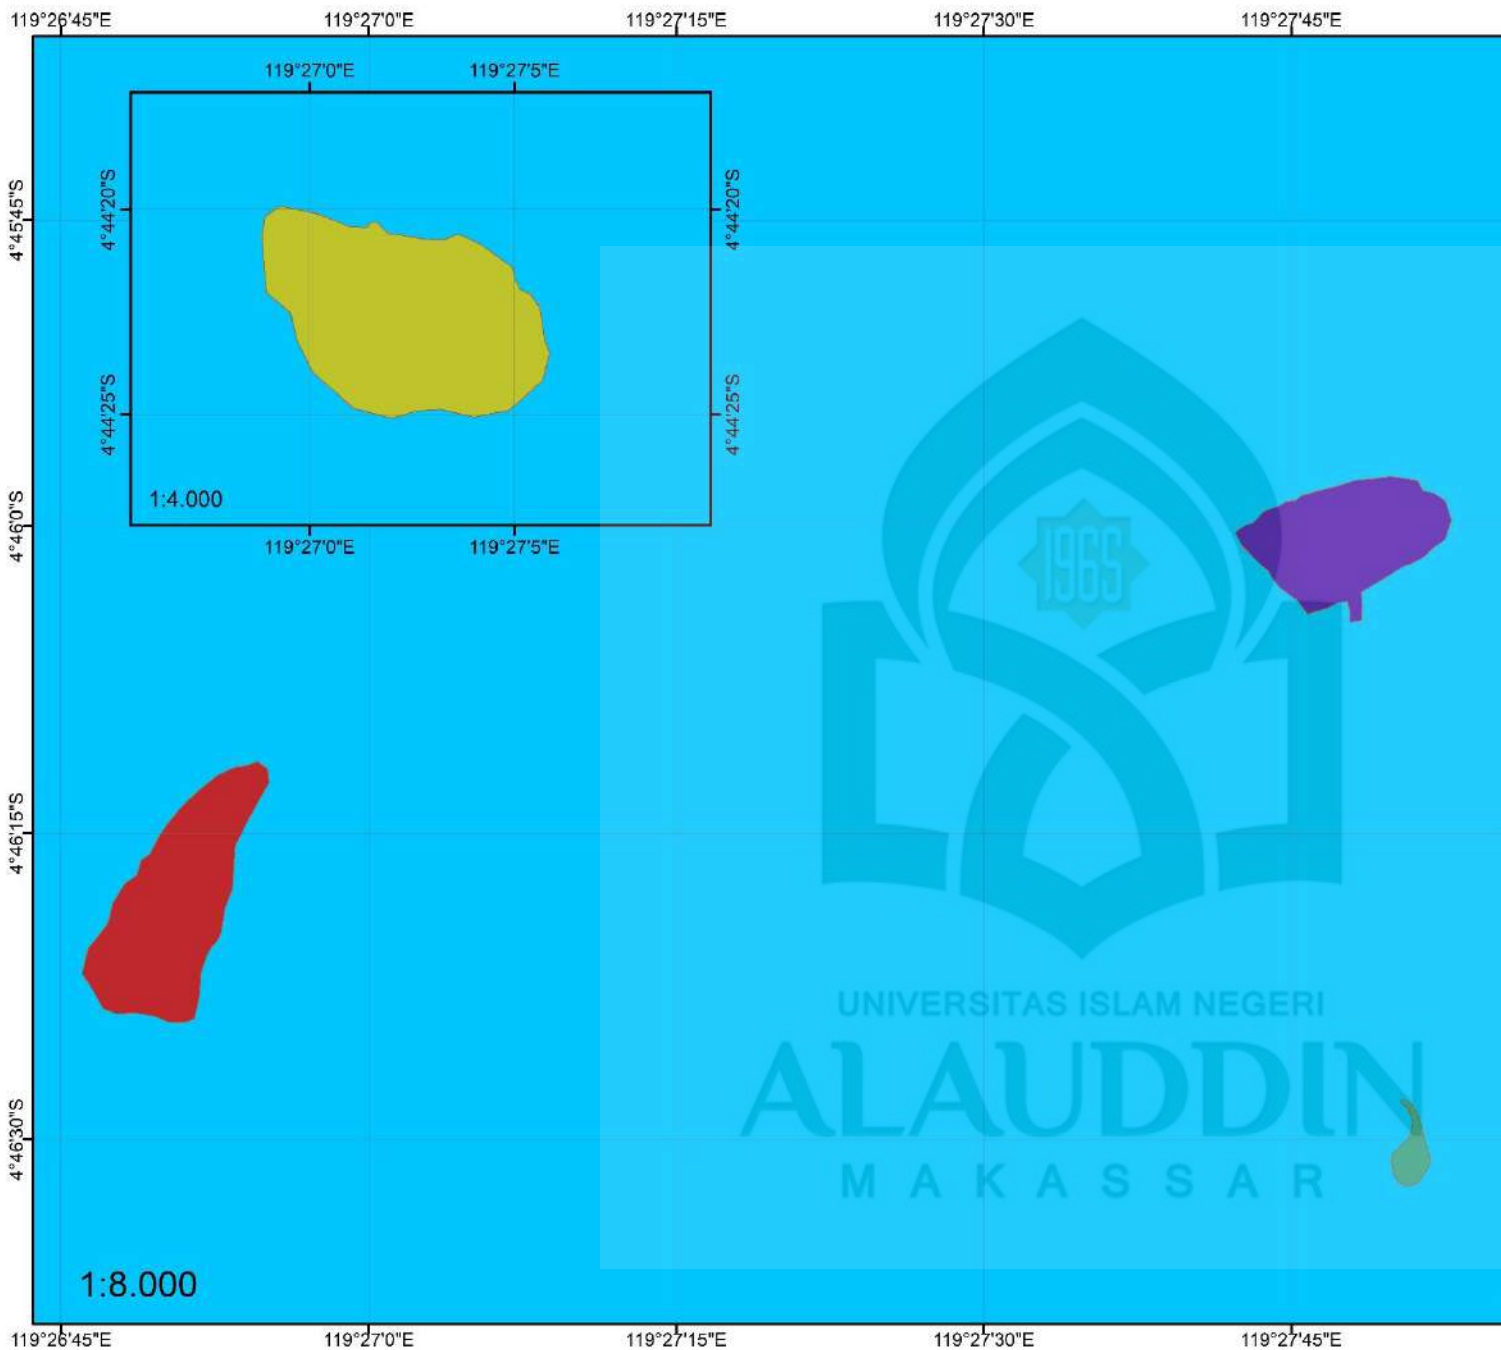 119°26'45"E 119°27'0"E 119°27'15"E 119°27'30"E 119°27'45"E
119°27'0"E 119°27'5"E
4°45'45"S
4°44'20"S
4°44'20"S
4°44'25"S
4°44'25"S
1:4.000
119°27'0"E 119°27'5"E
4°46'0"S
1965
4°46'15"S
UNIVERSITAS ISLAM NEGERI
ALAUDDIN
MAKASSAR
4°46'30"S
1:8.000
119°26'45"E 119°27'0"E 119°27'15"E 119°27'30"E 119°27'45"E